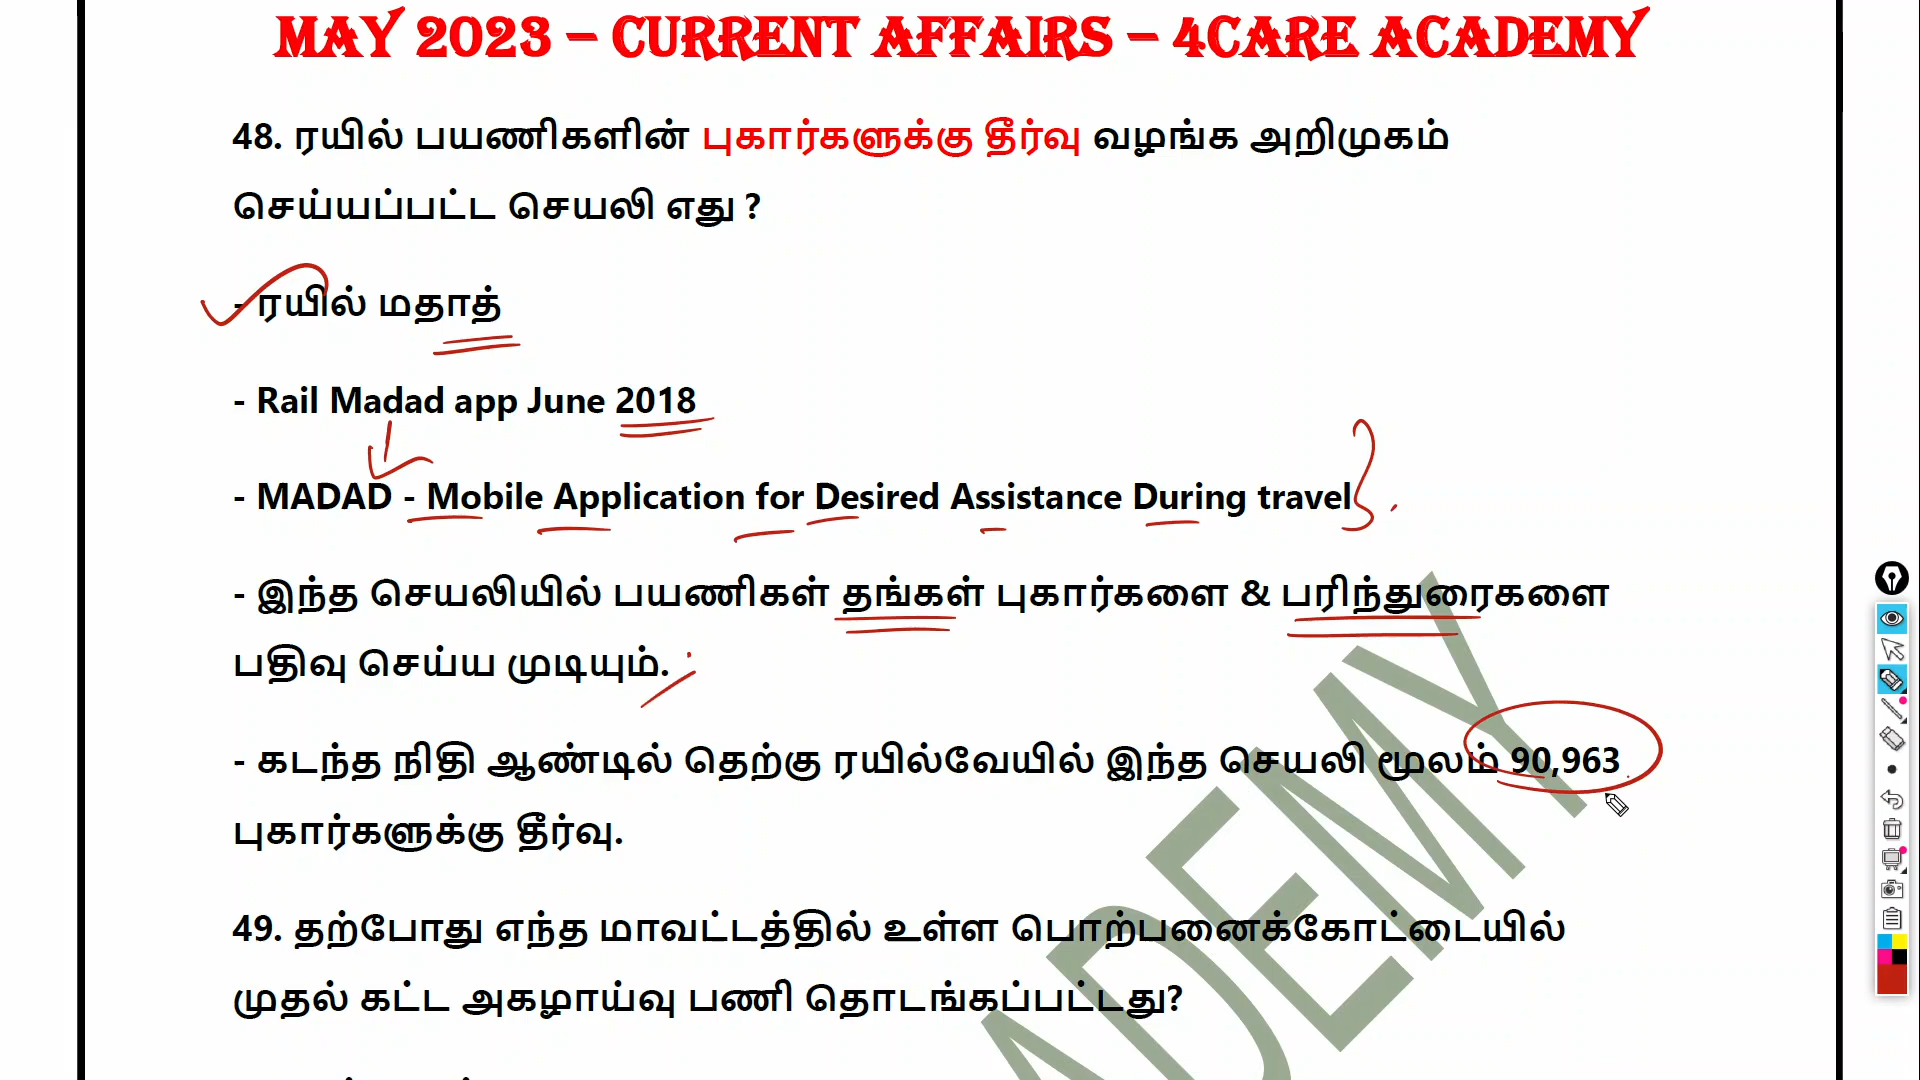 MAY 2023 – CURRENT AFFAIRS – 4CARE ACADEMY
48. ரயில் பயணிகளின் புகார்களுக்கு தீர்வு வழங்க அறிமுகம்
செய்யப்பட்ட செயலி எது ?
- ரயில் மதாத்
- Rail Madad app June 2018
- MADAD - Mobile Application for Desired Assistance During travel
- இந்த செயலியில் பயணிகள் தங்கள் புகார்களை & பரிந்துரைகளை
பதிவு செய்ய முடியும்.
- கடந்த நிதி ஆண்டில் தெற்கு ரயில்வேயில் இந்த செயலி மூலம் 90,963
புகார்களுக்கு தீர்வு.
49. தற்போது எந்த மாவட்டத்தில் உள்ள பொற்பனைக்கோட்டையில்
முதல் கட்ட அகழாய்வு பணி தொடங்கப்பட்டது?
ADEMY